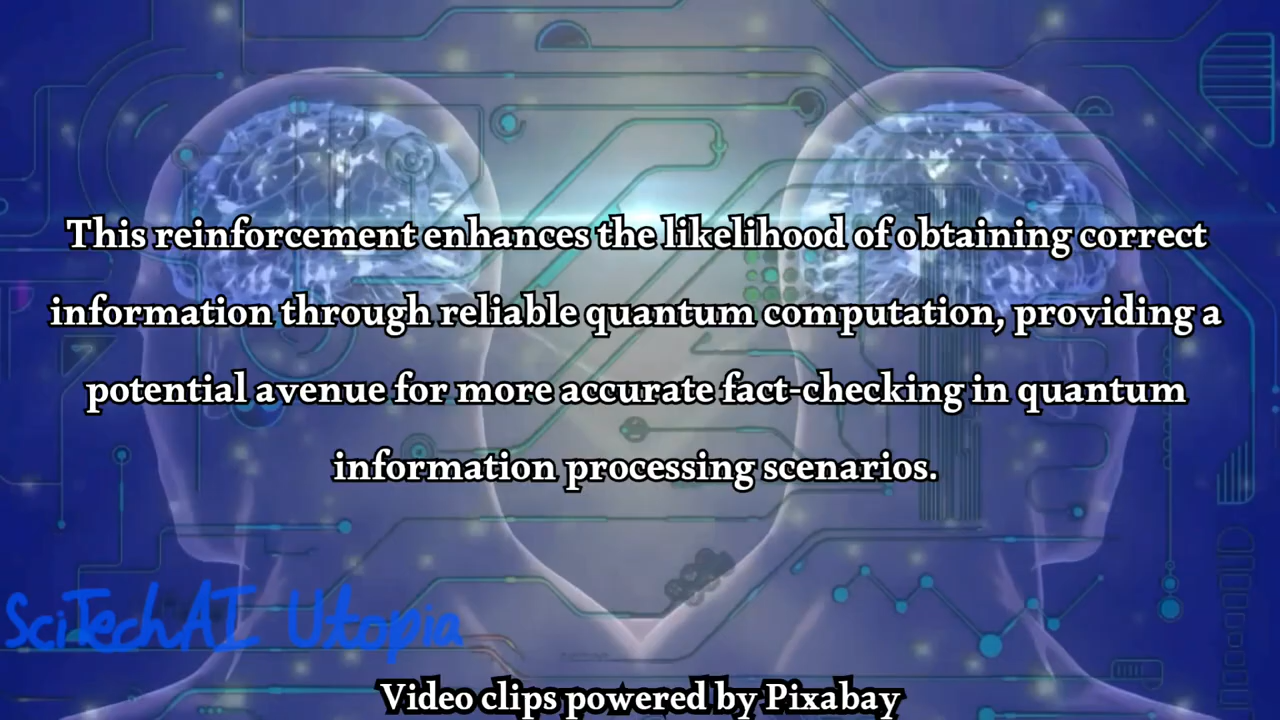 This reinforcement enhances the likelihood of obtaining correct
information through reliable quantum computation, providing a
potential avenue for more accurate fact-checking in quantum
information processing scenarios.
SciTechAI Utopia
Video clips powered by Pixabay